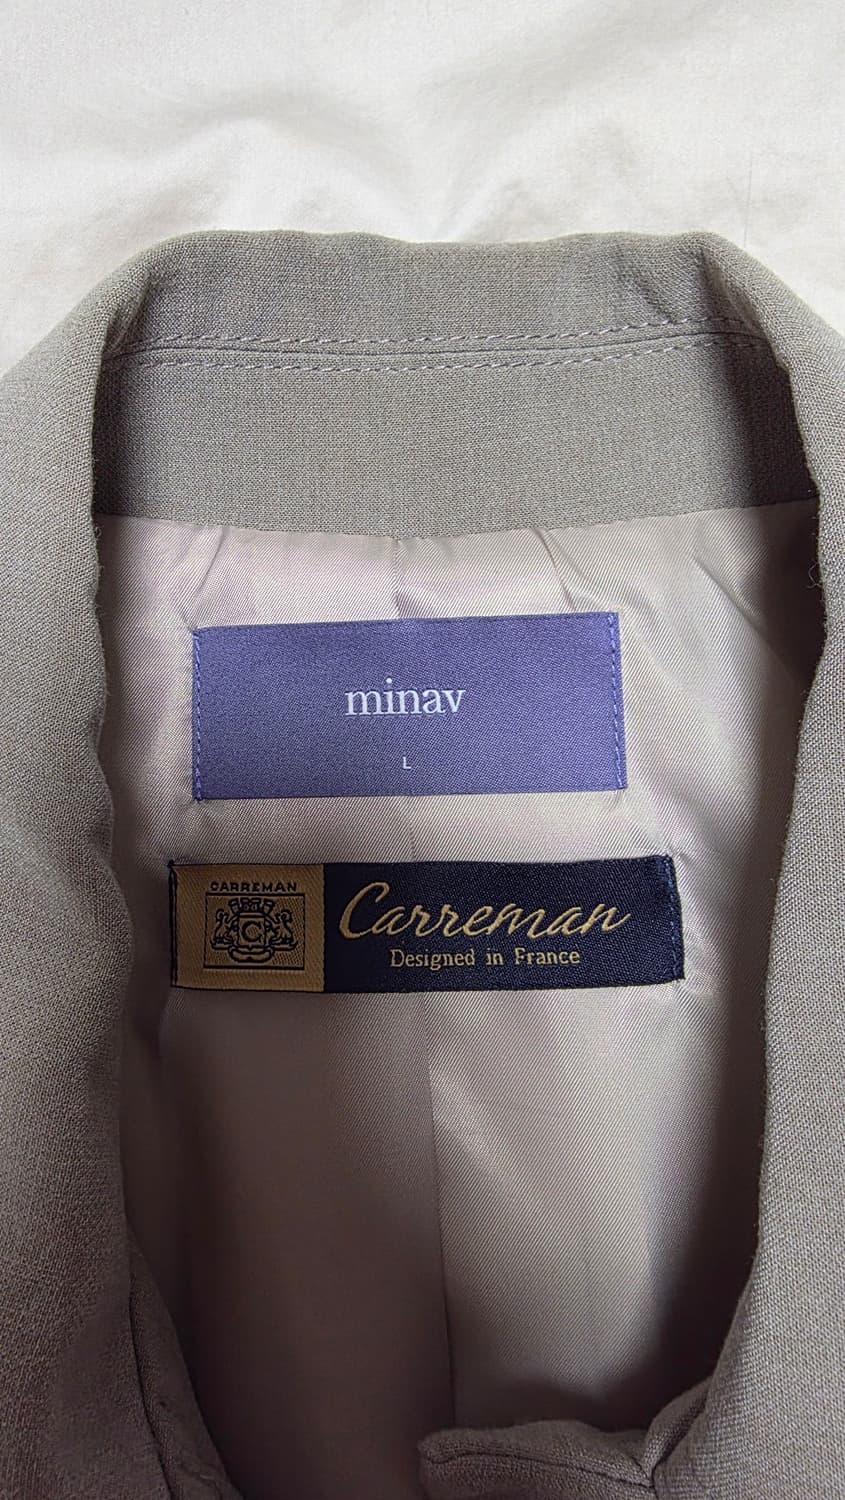 minav
L
CARREMAN
C
Carreman
Designed in France